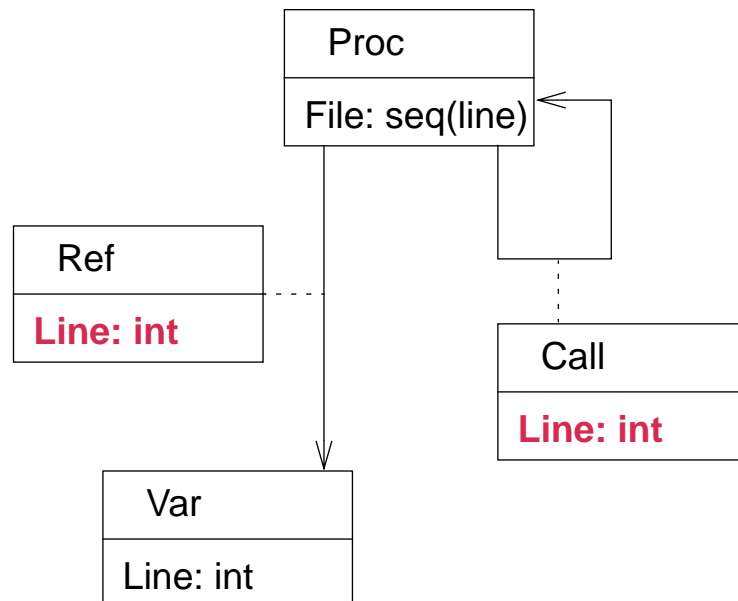 Proc
File: seq(line)
Ref
Line: int
Call
Line: int
Var
Line: int